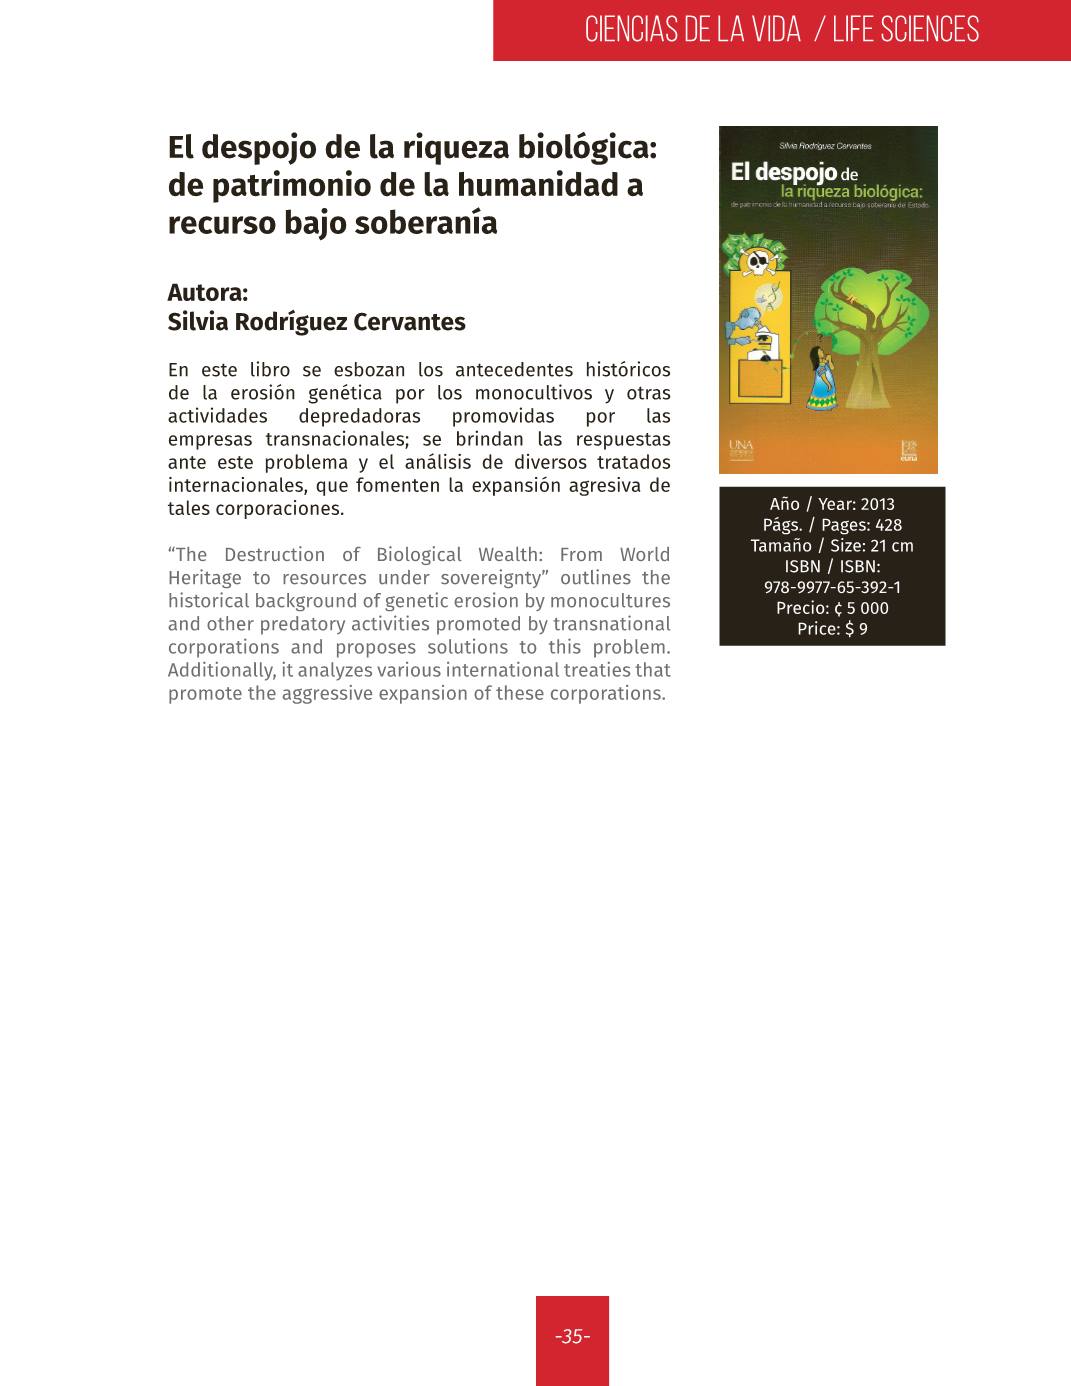 CIENCIAS DE LA VIDA / LIFE SCIENCES
El despojo de la riqueza biológica:
de patrimonio de la humanidad a
recurso bajo soberanía
Autora:
Silvia Rodríguez Cervantes
En este libro se esbozan los antecedentes históricos
de la erosión genética por los monocultivos y otras
actividades depredadoras promovidas por las
empresas transnacionales; se brindan las respuestas
ante este problema y el análisis de diversos tratados
internacionales, que fomenten la expansión agresiva de
tales corporaciones.
“The Destruction of Biological Wealth: From World
Heritage to resources under sovereignty” outlines the
historical background of genetic erosion by monocultures
and other predatory activities promoted by transnational
corporations and proposes solutions to this problem.
Additionally, it analyzes various international treaties that
promote the aggressive expansion of these corporations.
Silvia Rodríguez Cervantes
El despojo de
la riqueza biológica:
de patrimonio de la humanidad a recurso bajo soberanía del Estado.
UNA
euna
Año / Year: 2013
Págs. / Pages: 428
Tamaño / Size: 21 cm
ISBN / ISBN:
978-9977-65-392-1
Precio: ¢ 5 000
Price: $ 9
-35-